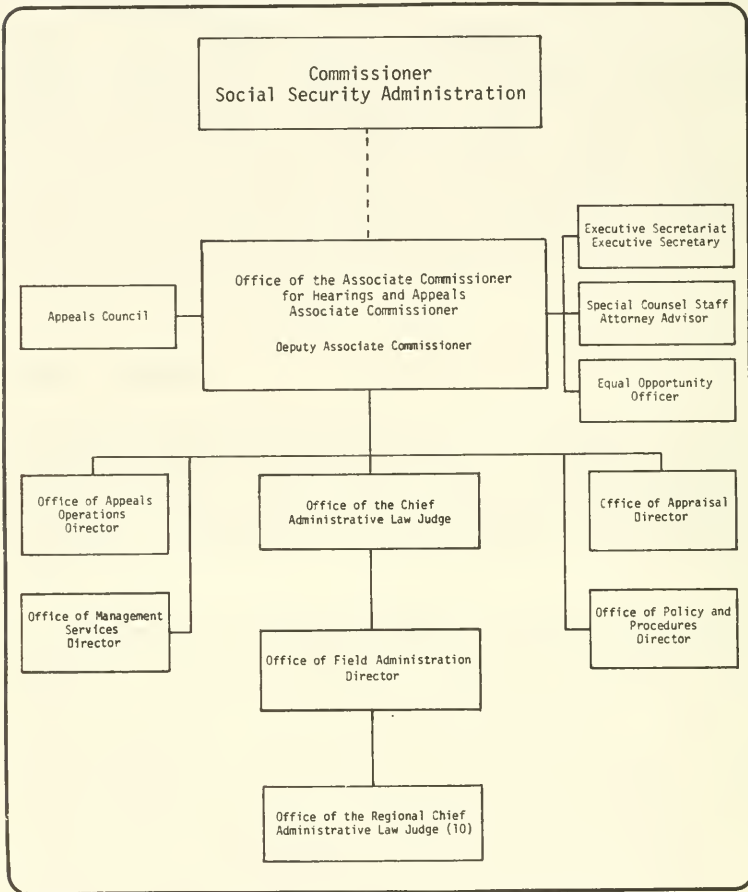 Commissioner
Social Security Administration
Executive Secretariat
Executive Secretary
Office of the Associate Commissioner
for Hearings and Appeals
Associate Commissioner
Deputy Associate Commissioner
Appeals Council
Special Counsel Staff
Attorney Advisor
Equal Opportunity
Officer
Office of Appeals
Operations
Director
Office of the Chief
Administrative Law Judge
Cffice of Appraisal
Director
Office of Management
Services
Director
Office of Field Administration
Director
Office of Policy and
Procedures
Director
Office of the Regional Chief
Administrative Law Judge (10)